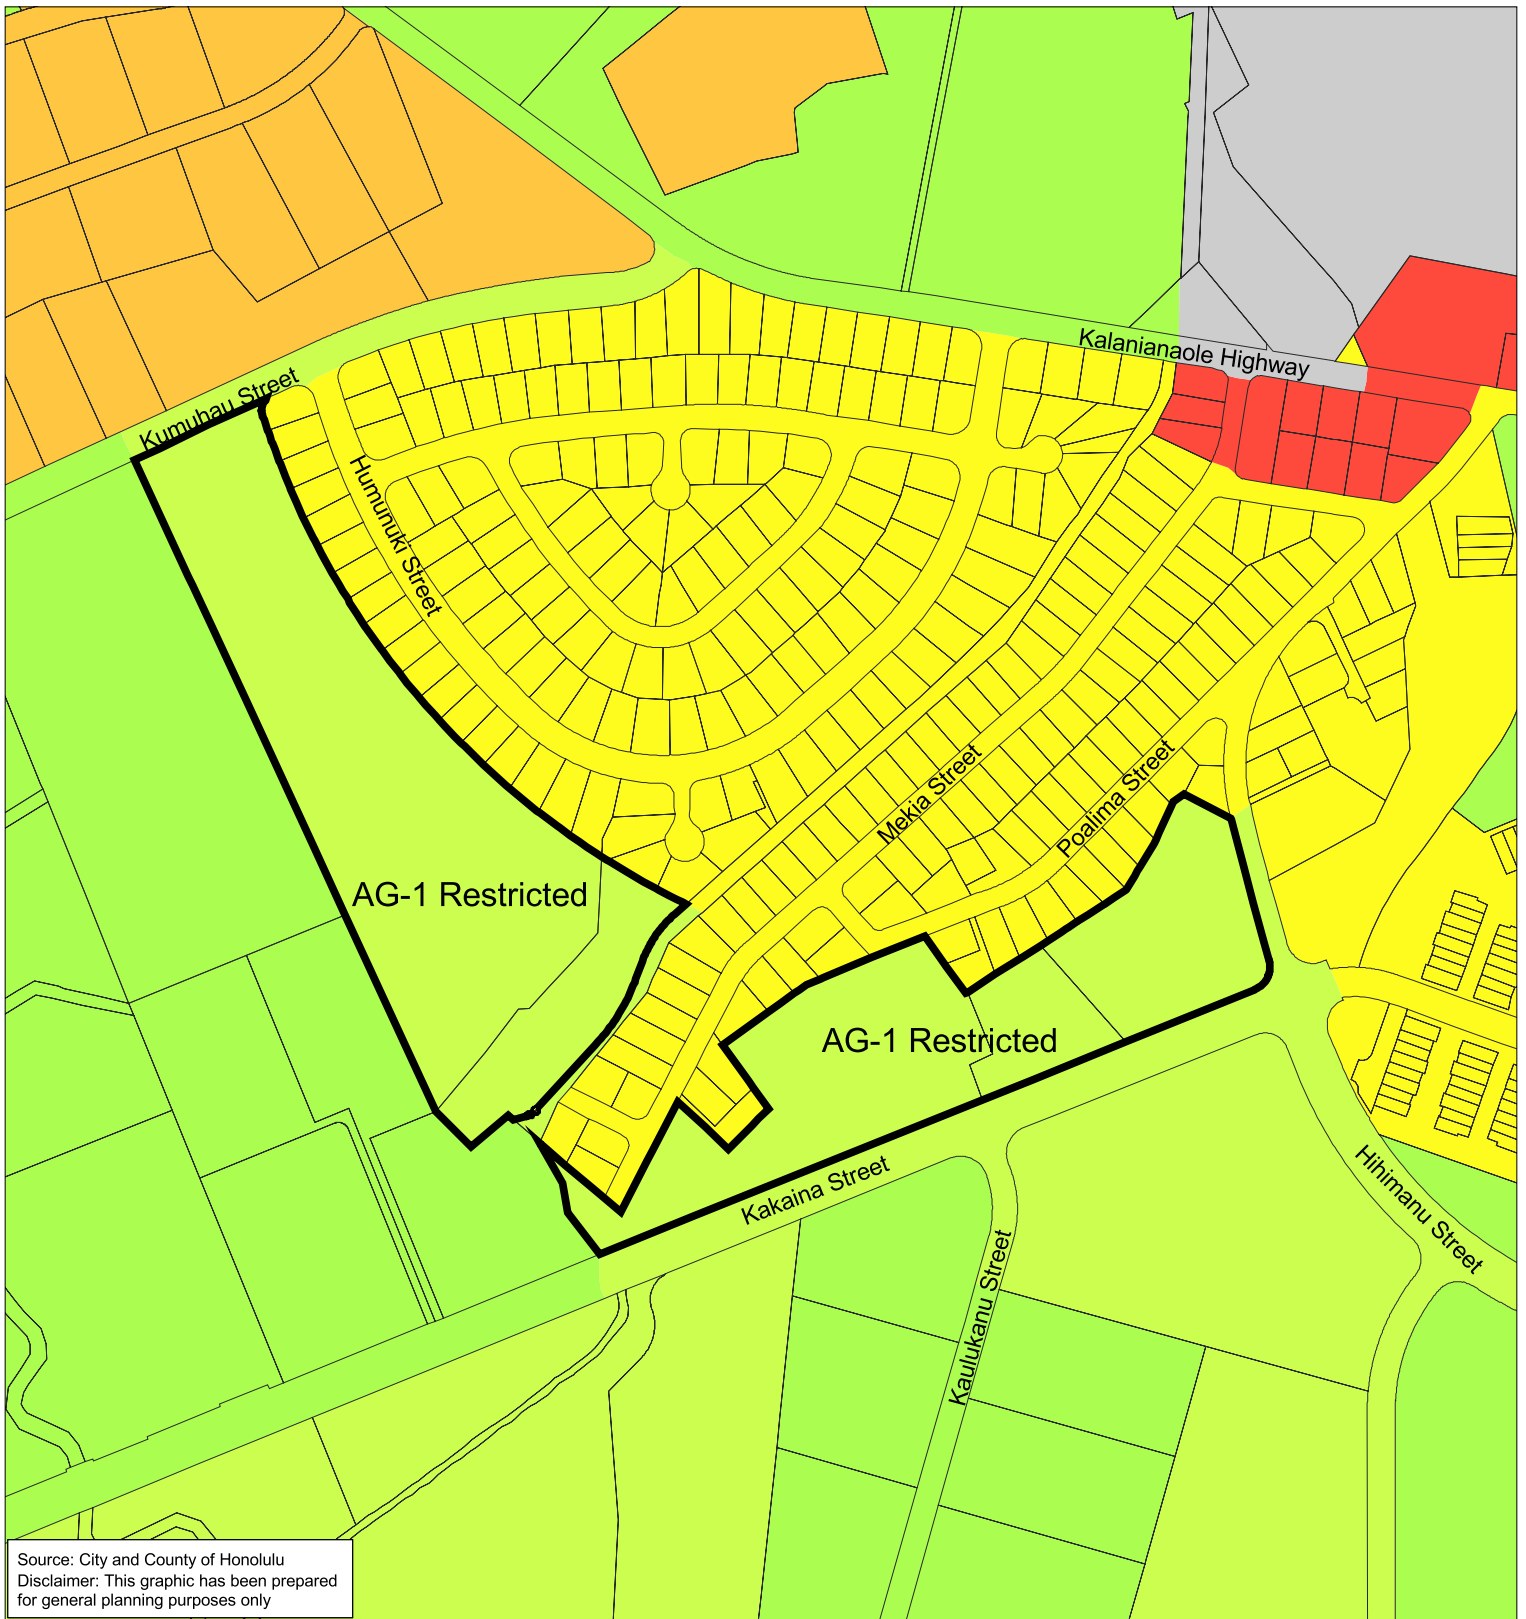 Kalanianaole Highway
Kumuhau Street
Humunuki Street
Mekia Street
Poalima Street
AG-1 Restricted
AG-1 Restricted
Kakaina Street
Hihimanu Street
Kaulukanu Street
Source: City and County of Honolulu
Disclaimer: This graphic has been prepared
for general planning purposes only